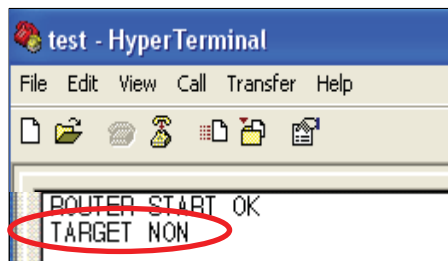 test - HyperTerminal
File Edit View Call Transfer Help
ROUTER START OK
TARGET NON